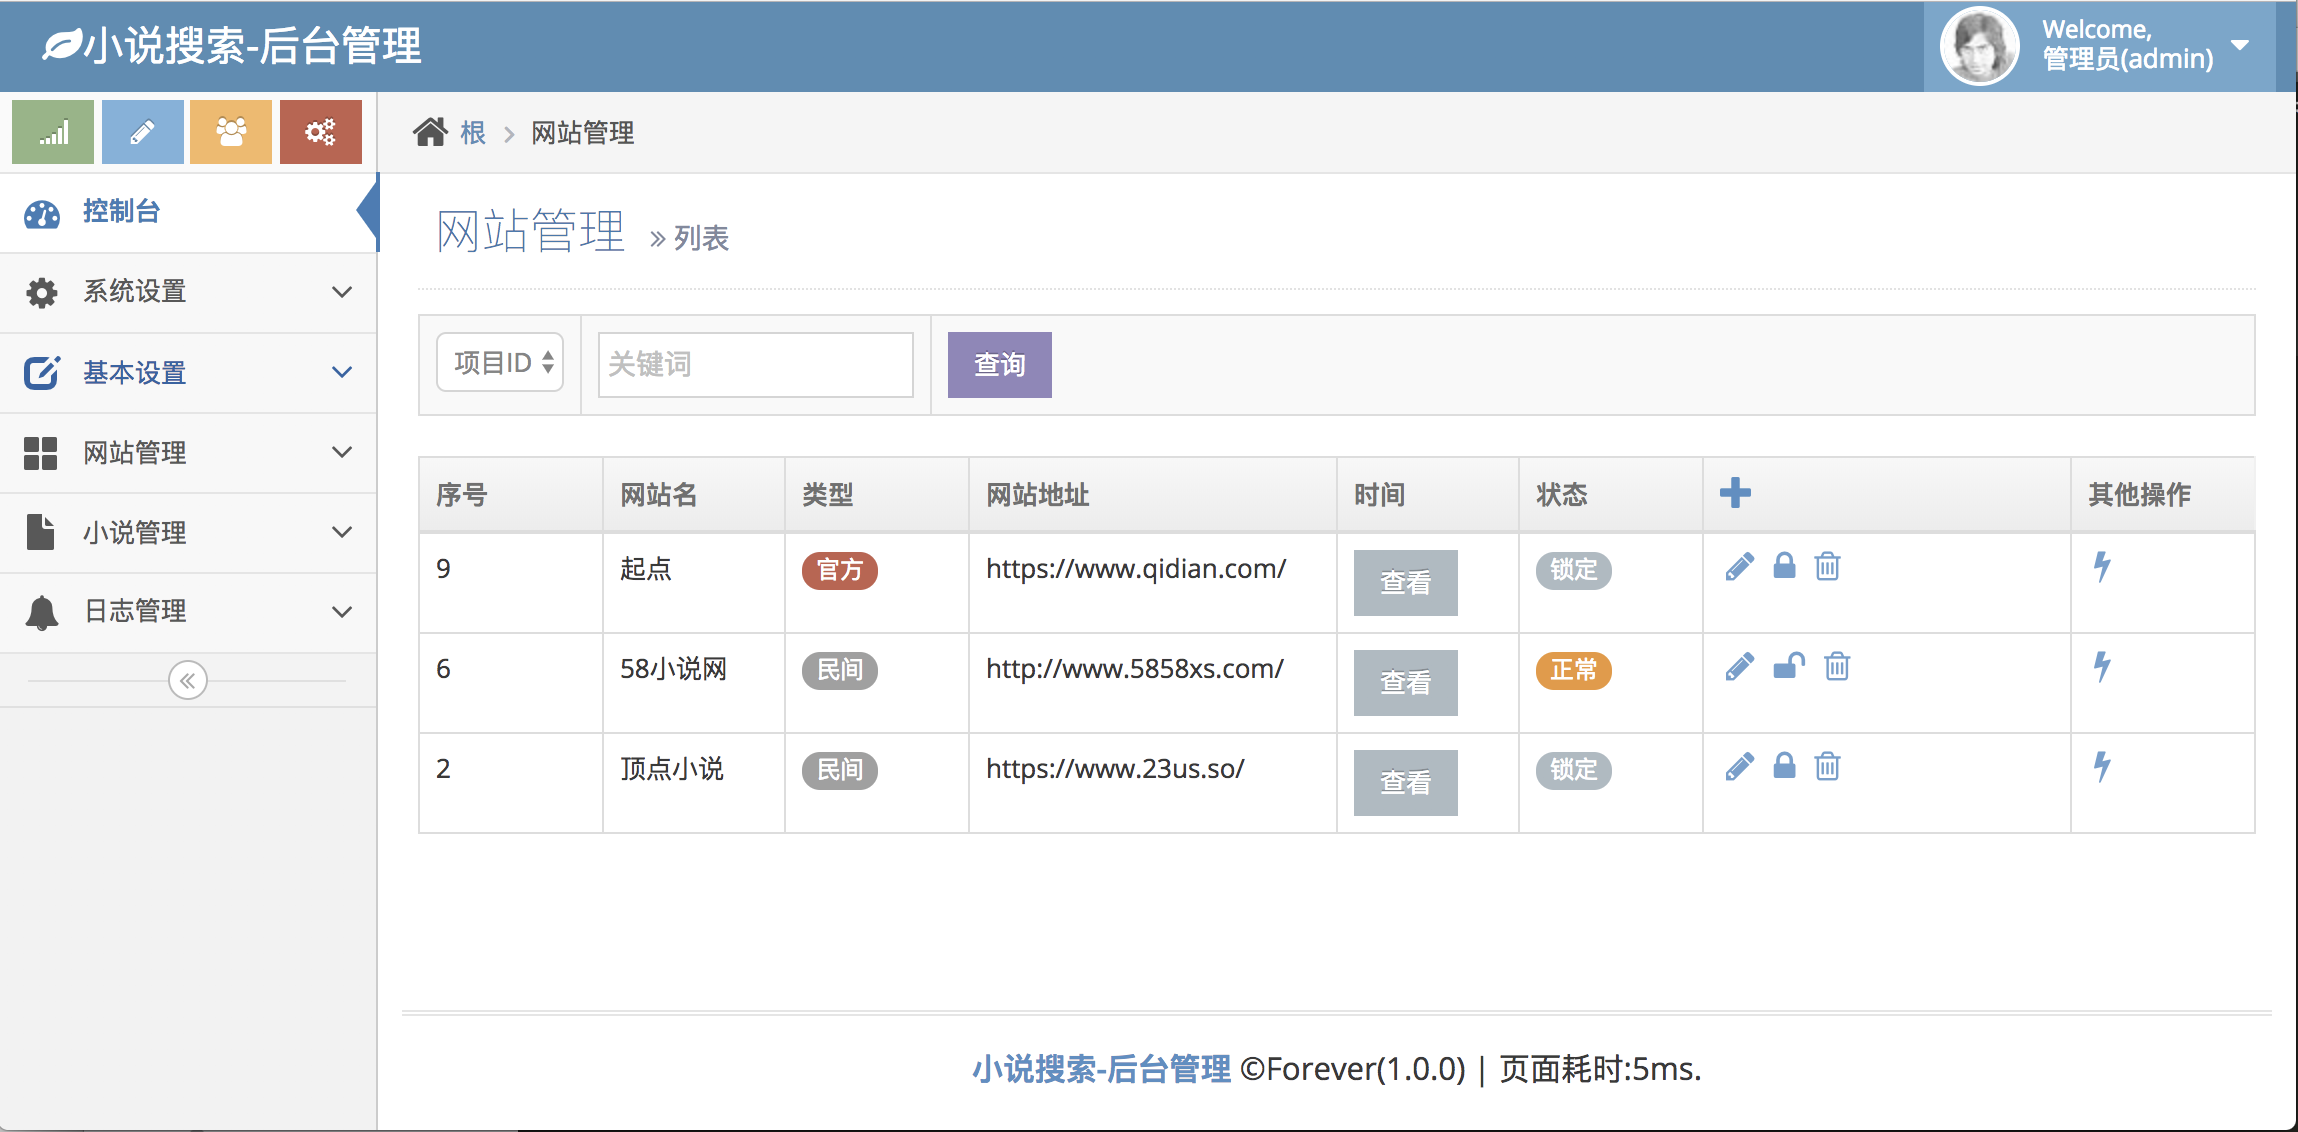 小说搜索-后台管理
Welcome,
管理员(admin)
根 网站管理
控制台
系统设置
基本设置
网站管理
小说管理
日志管理
网站管理 » 列表
项目ID 关键词 查询
序号 网站名 类型 网站地址 时间 状态 其他操作
9 起点 官方 https://www.qidian.com/ 查看 锁定
6 58小说网 民间 http://www.5858xs.com/ 查看 正常
2 顶点小说 民间 https://www.23us.so/ 查看 锁定
小说搜索-后台管理 ©Forever(1.0.0) | 页面耗时:5ms.